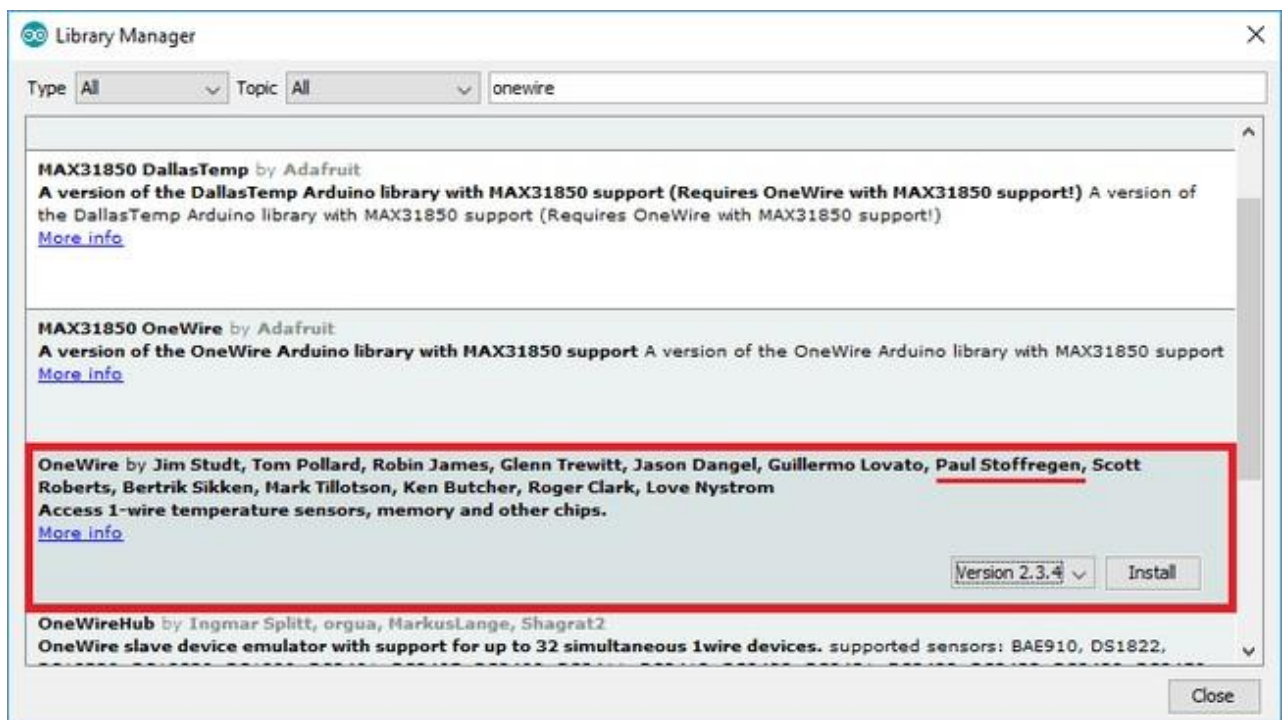 Library Manager
Type All Topic All onewire
MAX31850 DallasTemp by Adafruit
A version of the DallasTemp Arduino library with MAX31850 support (Requires OneWire with MAX31850 support!) A version of
the DallasTemp Arduino library with MAX31850 support (Requires OneWire with MAX31850 support!)
More info
MAX31850 OneWire by Adafruit
A version of the OneWire Arduino library with MAX31850 support A version of the OneWire Arduino library with MAX31850 support
More info
OneWire by Jim Studt, Tom Pollard, Robin James, Glenn Trewitt, Jason Dangel, Guillermo Lovato, Paul Stoffregen, Scott
Roberts, Bertrik Sikken, Mark Tillotson, Ken Butcher, Roger Clark, Love Nystrom
Access 1-wire temperature sensors, memory and other chips.
More info
Version 2.3.4 Install
OneWireHub by Ingmar Splitt, orgua, MarkusLange, Shagrat2
OneWire slave device emulator with support for up to 32 simultaneous 1wire devices. supported sensors: BAE910, DS1822,
Close